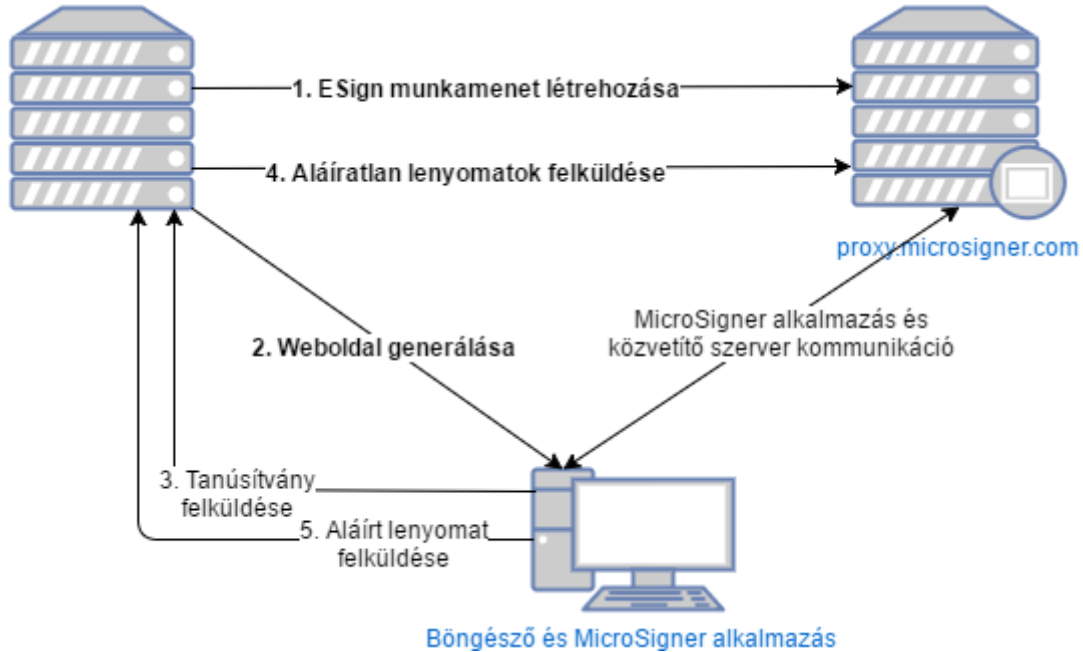 1. ESign munkamenet létrehozása
4. Aláíratlan lenyomatok felküldése
proxy.microsigner.com
MicroSigner alkalmazás és
közvetítő szerver kommunikáció
2. Weboldal generálása
3. Tanúsítvány
felküldése
5. Aláírt lenyomat
felküldése
Böngésző és MicroSigner alkalmazás